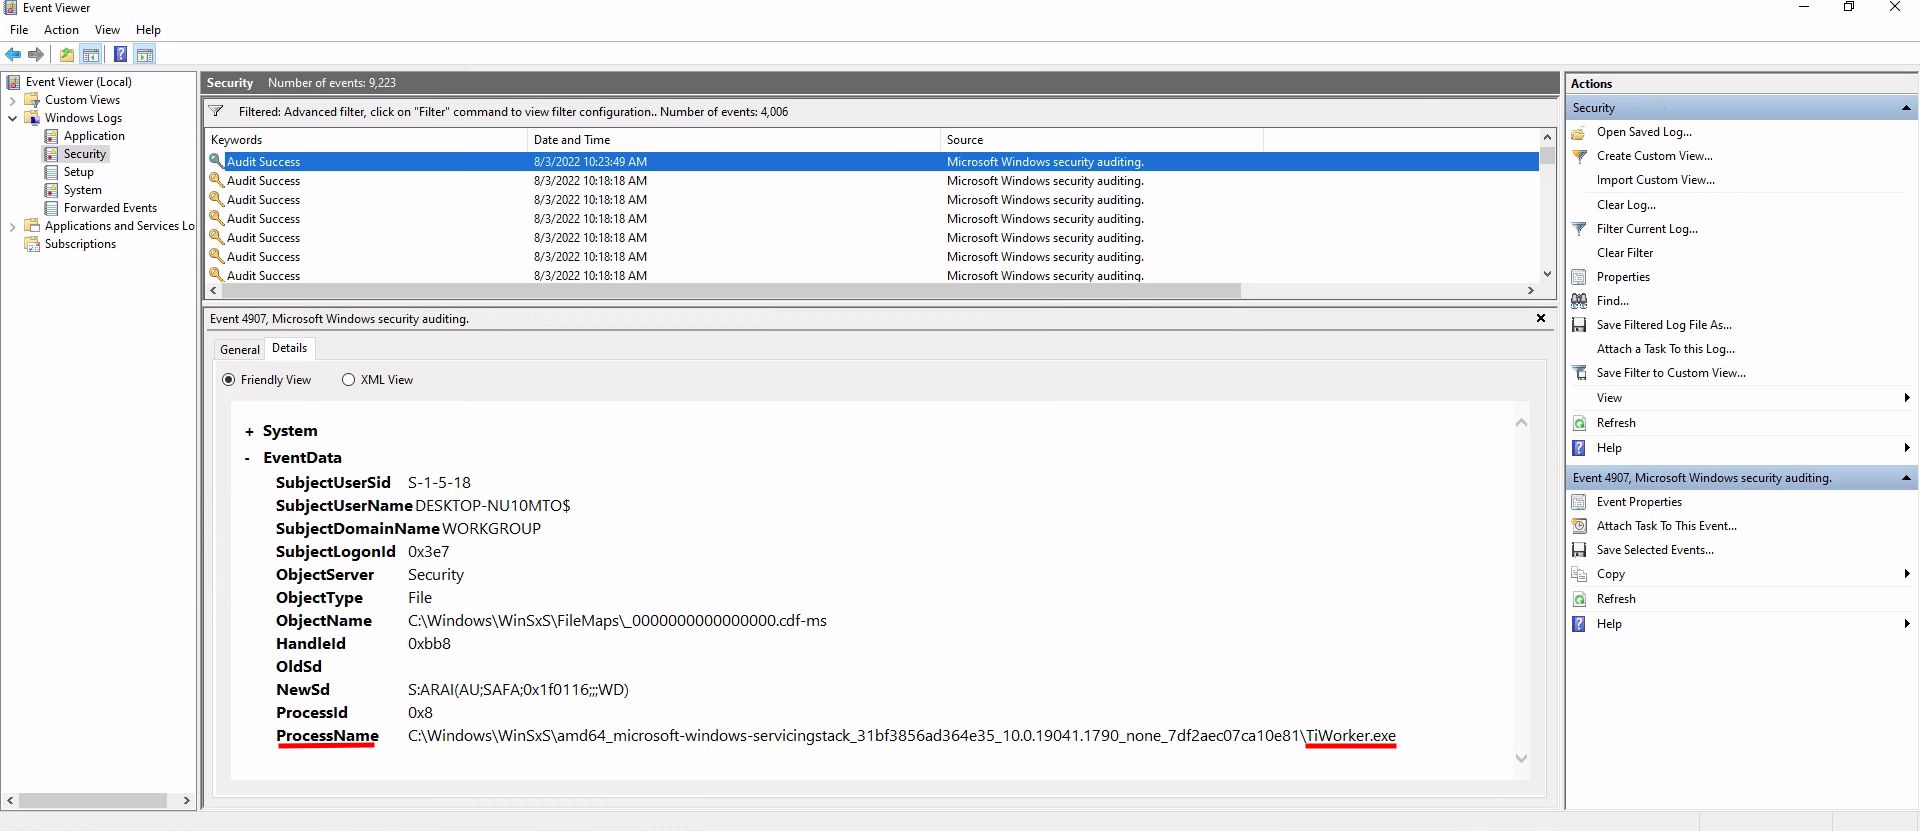 Event Viewer
File Action View Help
Event Viewer (Local)
Custom Views
Windows Logs
Application
Security
Setup
System
Forwarded Events
Applications and Services Lo
Subscriptions
Security Number of events: 9,223
Filtered: Advanced filter, click on "Filter" command to view filter configuration.. Number of events: 4,006
Keywords Date and Time Source
Audit Success 8/3/2022 10:23:49 AM Microsoft Windows security auditing.
Audit Success 8/3/2022 10:18:18 AM Microsoft Windows security auditing.
Audit Success 8/3/2022 10:18:18 AM Microsoft Windows security auditing.
Audit Success 8/3/2022 10:18:18 AM Microsoft Windows security auditing.
Audit Success 8/3/2022 10:18:18 AM Microsoft Windows security auditing.
Audit Success 8/3/2022 10:18:18 AM Microsoft Windows security auditing.
Audit Success 8/3/2022 10:18:18 AM Microsoft Windows security auditing.
Event 4907, Microsoft Windows security auditing.
General Details
Friendly View XML View
+ System
- EventData
SubjectUserSid S-1-5-18
SubjectUserName DESKTOP-NU10MTO$
SubjectDomainName WORKGROUP
SubjectLogonId 0x3e7
ObjectServer Security
ObjectType File
ObjectName C:\Windows\WinSxS\FileMaps\_0000000000000000.cdf-ms
HandleId 0xbb8
OldSd
NewSd S:ARAI(AU;SAFA;0x1f0116;;;WD)
ProcessId 0x8
ProcessName C:\Windows\WinSxS\amd64_microsoft-windows-servicingstack_31bf3856ad364e35_10.0.19041.1790_none_7df2aec07ca10e81\TiWorker.exe
Actions
Security
Open Saved Log...
Create Custom View...
Import Custom View...
Clear Log...
Filter Current Log...
Clear Filter
Properties
Find...
Save Filtered Log File As...
Attach a Task To this Log...
Save Filter to Custom View...
View
Refresh
Help
Event 4907, Microsoft Windows security auditing.
Event Properties
Attach Task To This Event...
Save Selected Events...
Copy
Refresh
Help